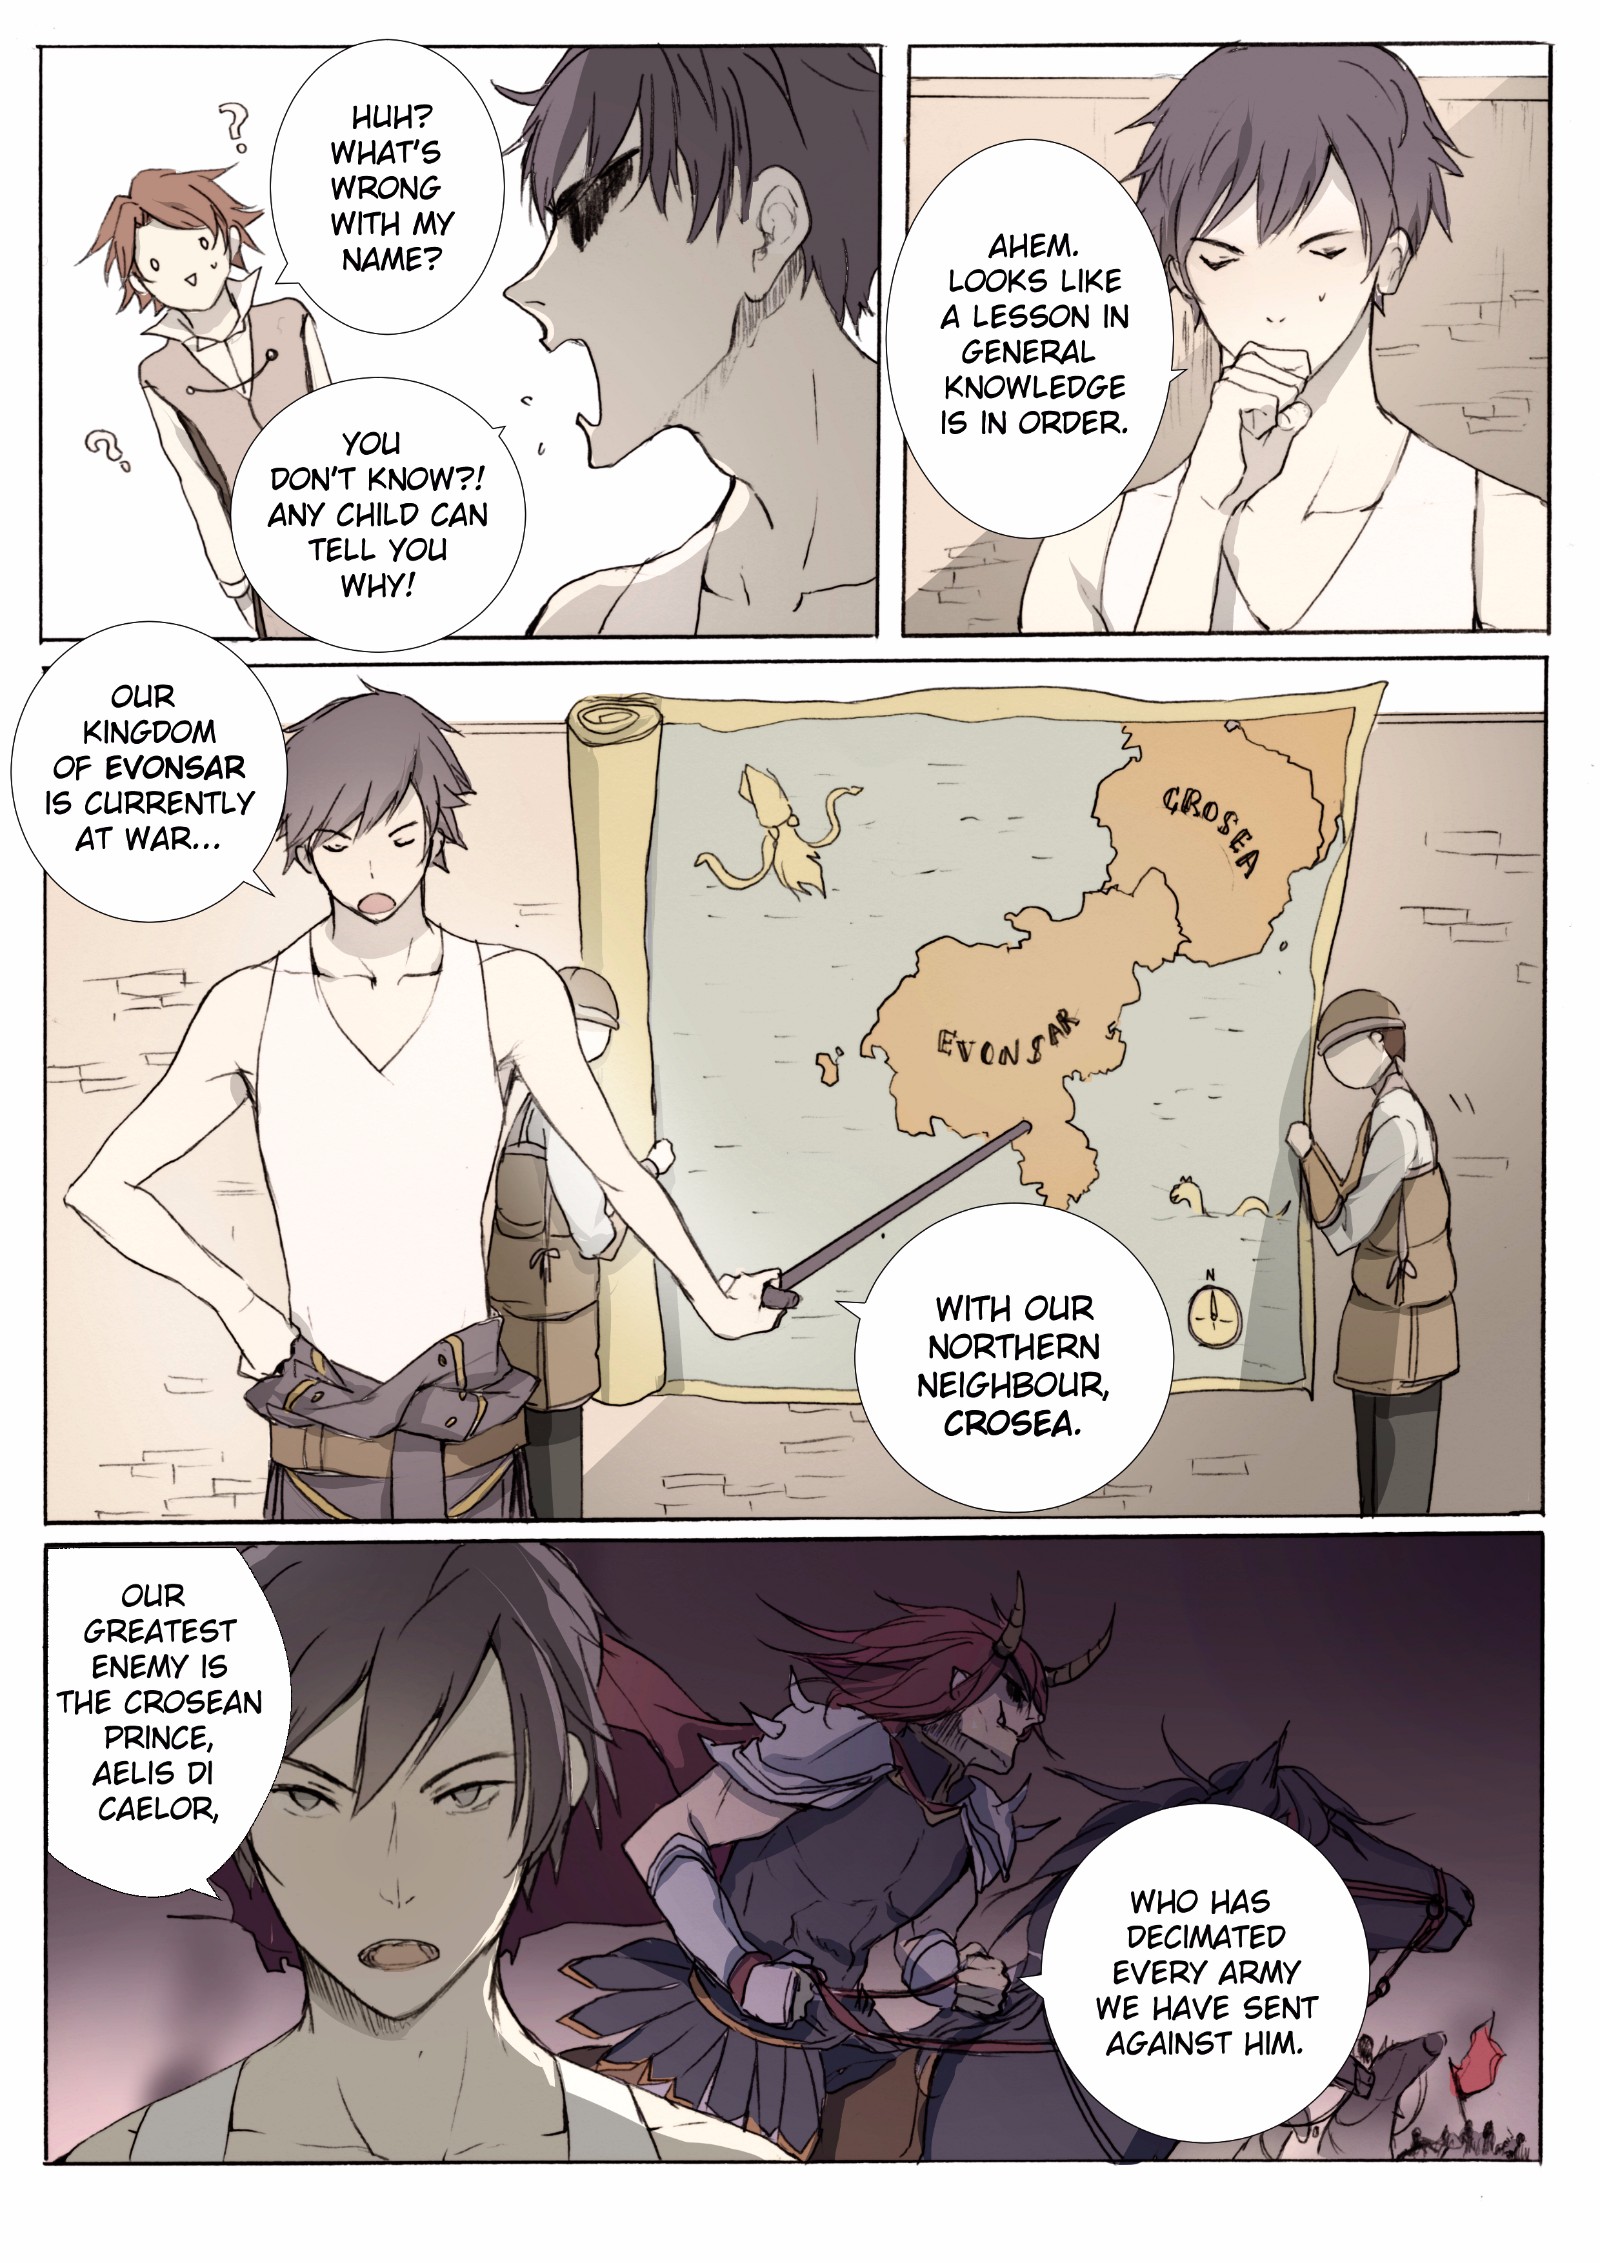 HUH?
WHAT'S
WRONG
WITH MY
NAME?
YOU
DON'T KNOW?!
ANY CHILD CAN
TELL YOU
WHY!
AHEM.
LOOKS LIKE
A LESSON IN
GENERAL
KNOWLEDGE
IS IN ORDER.
OUR
KINGDOM
OF EVONSAR
IS CURRENTLY
AT WAR...
CROSEA
EVONSAR
N
WITH OUR
NORTHERN
NEIGHBOUR,
CROSEA.
OUR
GREATEST
ENEMY IS
THE CROSEAN
PRINCE,
AELIS DI
CAELOR,
WHO HAS
DECIMATED
EVERY ARMY
WE HAVE SENT
AGAINST HIM.